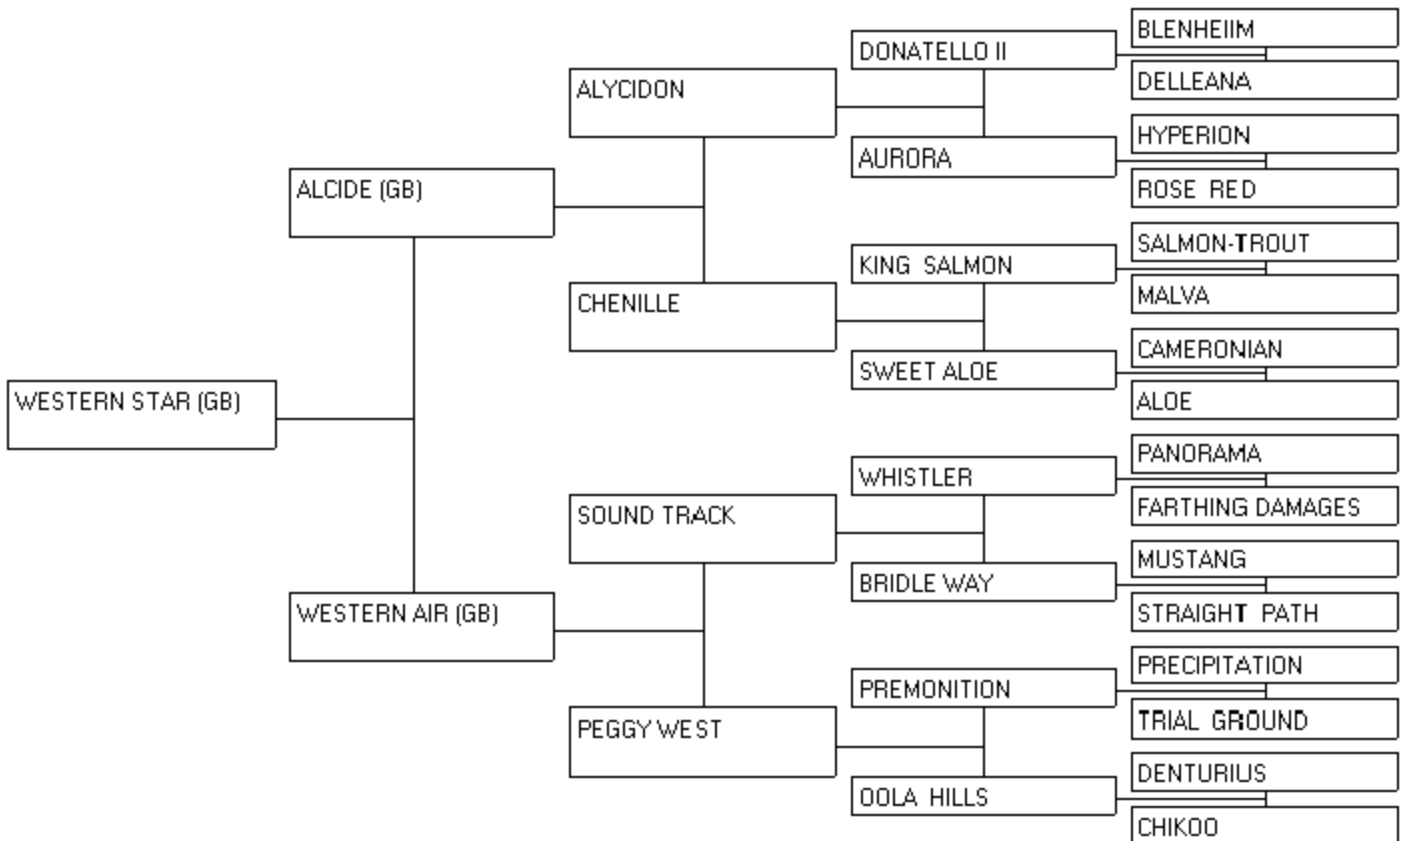 BLENHEIIM
DONATELLO II
DELLEANA
ALYCIDON
HYPERION
AURORA
ROSE RED
ALCIDE (GB)
SALMON-TROUT
KING SALMON
MALVA
CHENILLE
CAMERONIAN
SWEET ALOE
ALOE
WESTERN STAR (GB)
PANORAMA
WHISTLER
FARTHING DAMAGES
SOUND TRACK
MUSTANG
BRIDLE WAY
STRAIGHT PATH
WESTERN AIR (GB)
PRECIPITATION
PREMONITION
TRIAL GROUND
PEGGY WEST
DENTURIUS
OOLA HILLS
CHIKOO